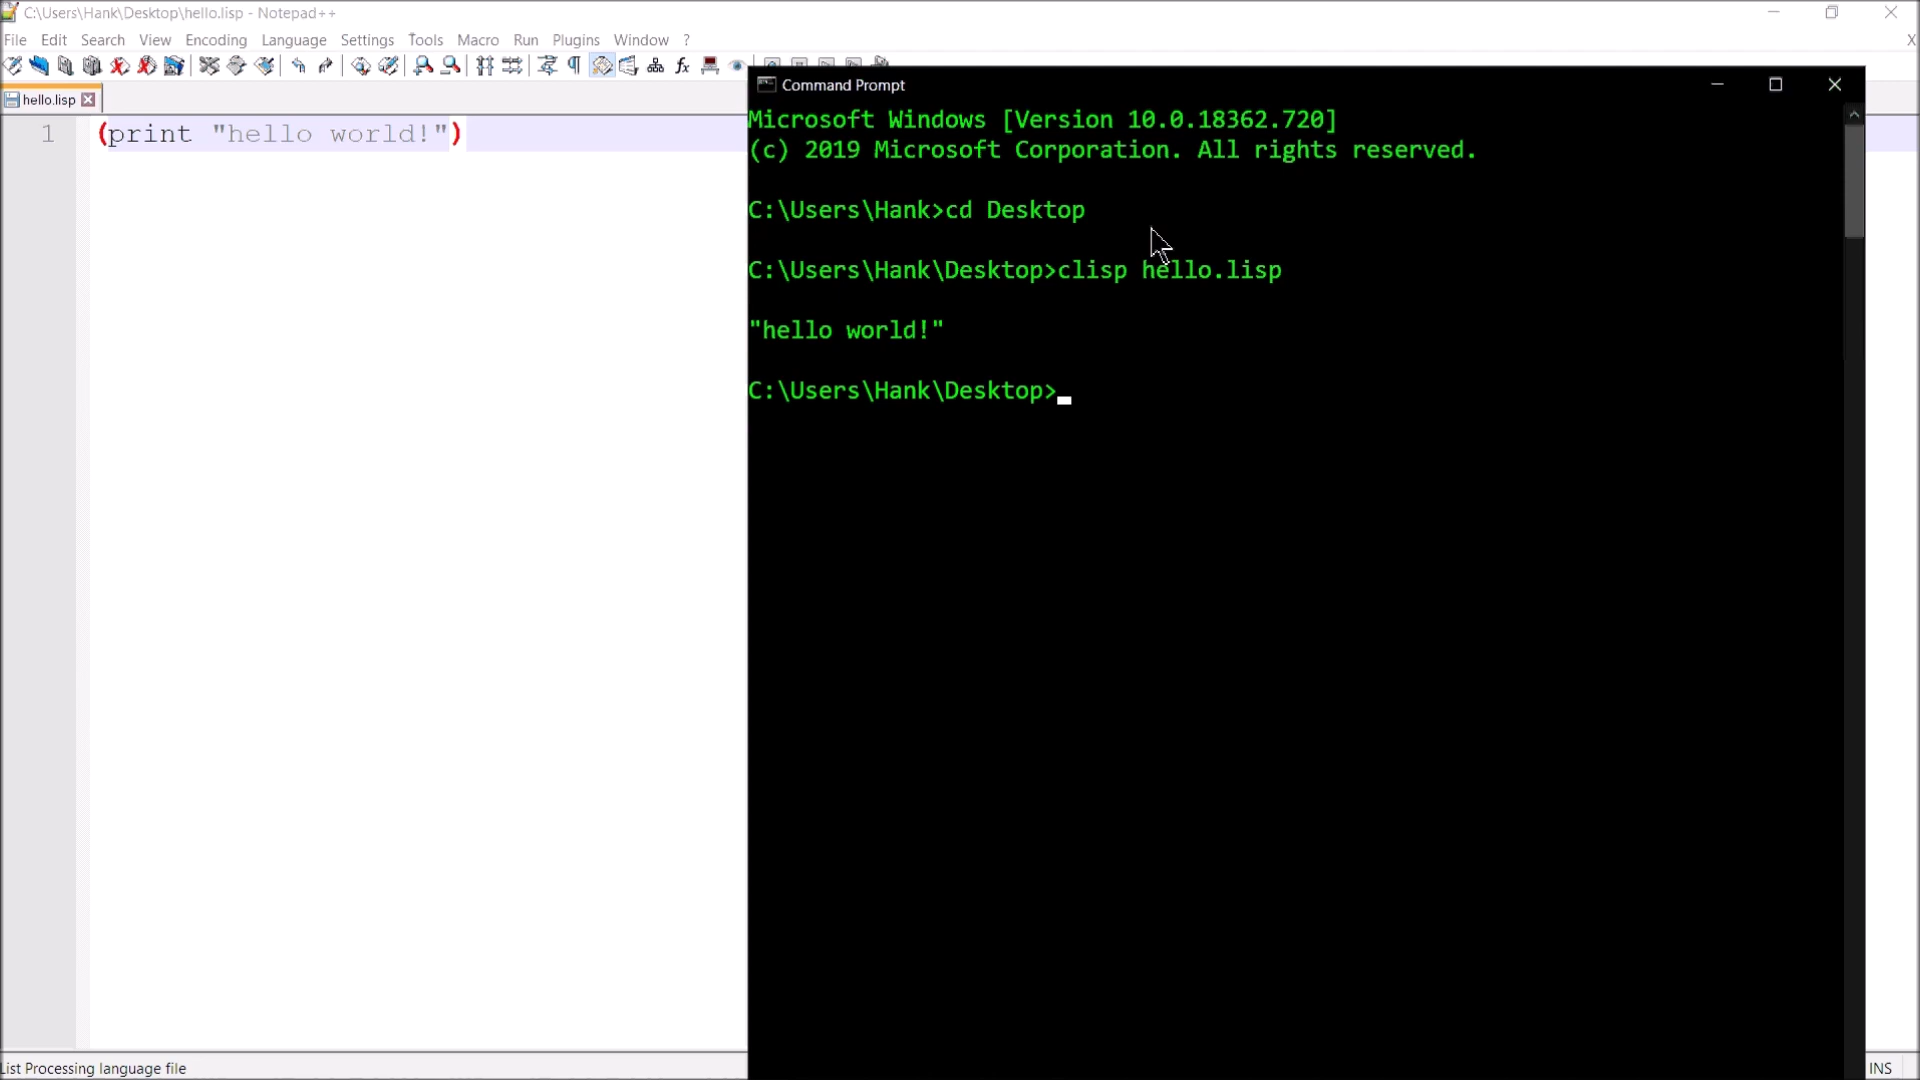 C:\Users\Hank\Desktop\hello.lisp - Notepad++
File Edit Search View Encoding Language Settings Tools Macro Run Plugins Window ? X
hello.lisp
1 (print "hello world!")
Command Prompt
Microsoft Windows [Version 10.0.18362.720]
(c) 2019 Microsoft Corporation. All rights reserved.
C:\Users\Hank>cd Desktop
C:\Users\Hank\Desktop>clisp hello.lisp
"hello world!"
C:\Users\Hank\Desktop>
List Processing language file
INS